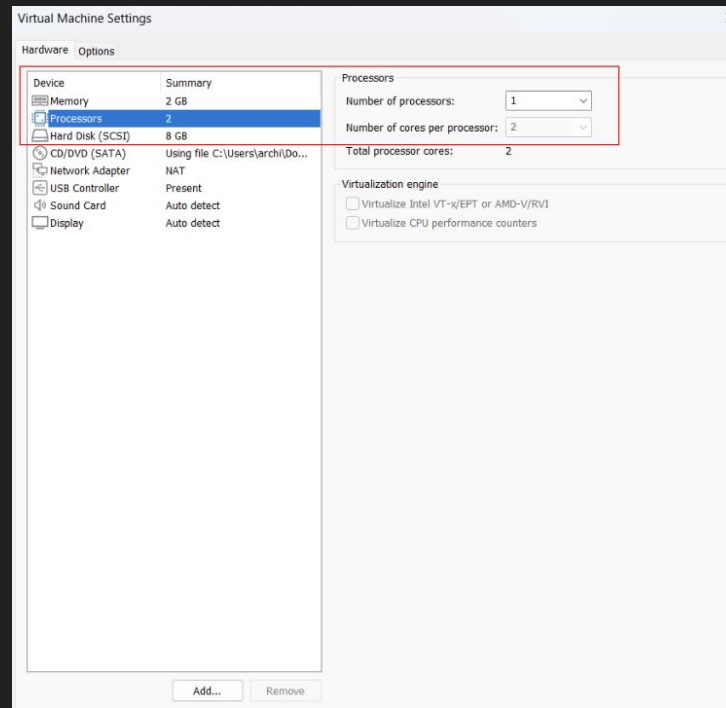 Virtual Machine Settings
Hardware Options
Device Summary
Memory 2 GB
Processors 2
Hard Disk (SCSI) 8 GB
CD/DVD (SATA) Using file C:\Users\archi\Do...
Network Adapter NAT
USB Controller Present
Sound Card Auto detect
Display Auto detect
Add... Remove
Processors
Number of processors: 1
Number of cores per processor: 2
Total processor cores: 2
Virtualization engine
Virtualize Intel VT-x/EPT or AMD-V/RVI
Virtualize CPU performance counters